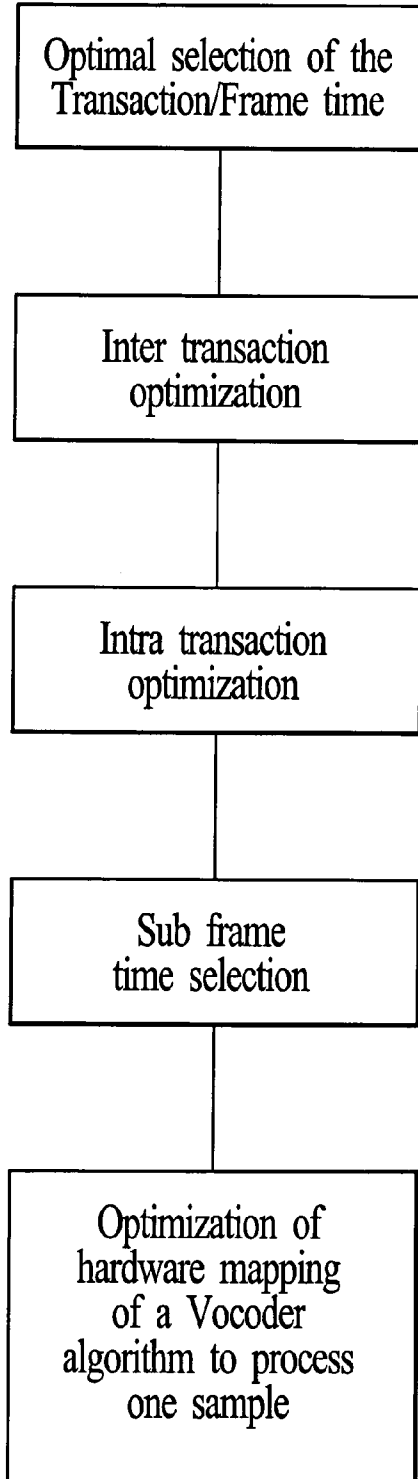 Optimal selection of the
Transaction/Frame time
Inter transaction
optimization
Intra transaction
optimization
Sub frame
time selection
Optimization of
hardware mapping
of a Vocoder
algorithm to process
one sample